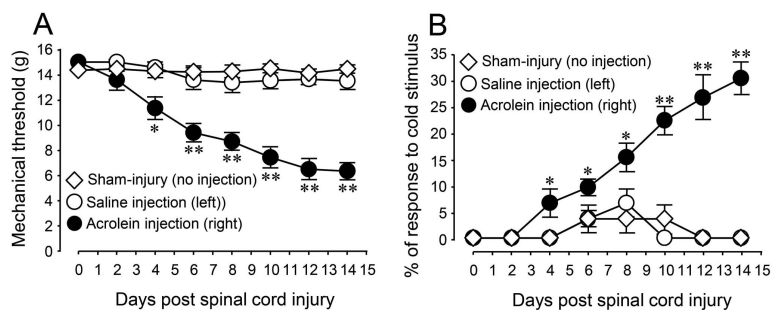 A
Mechanical threshold (g)
16
14
12
10
8
6
4
2
0
* ** ** ** ** **
Sham-injury (no injection)
Saline injection (left))
Acrolein injection (right)
0 1 2 3 4 5 6 7 8 9 10 11 12 13 14 15
Days post spinal cord injury
B
% of response to cold stimulus
35
30
25
20
15
10
5
0
Sham-injury (no injection)
Saline injection (left)
Acrolein injection (right)
* * * ** ** **
0 1 2 3 4 5 6 7 8 9 10 11 12 13 14 15
Days post spinal cord injury